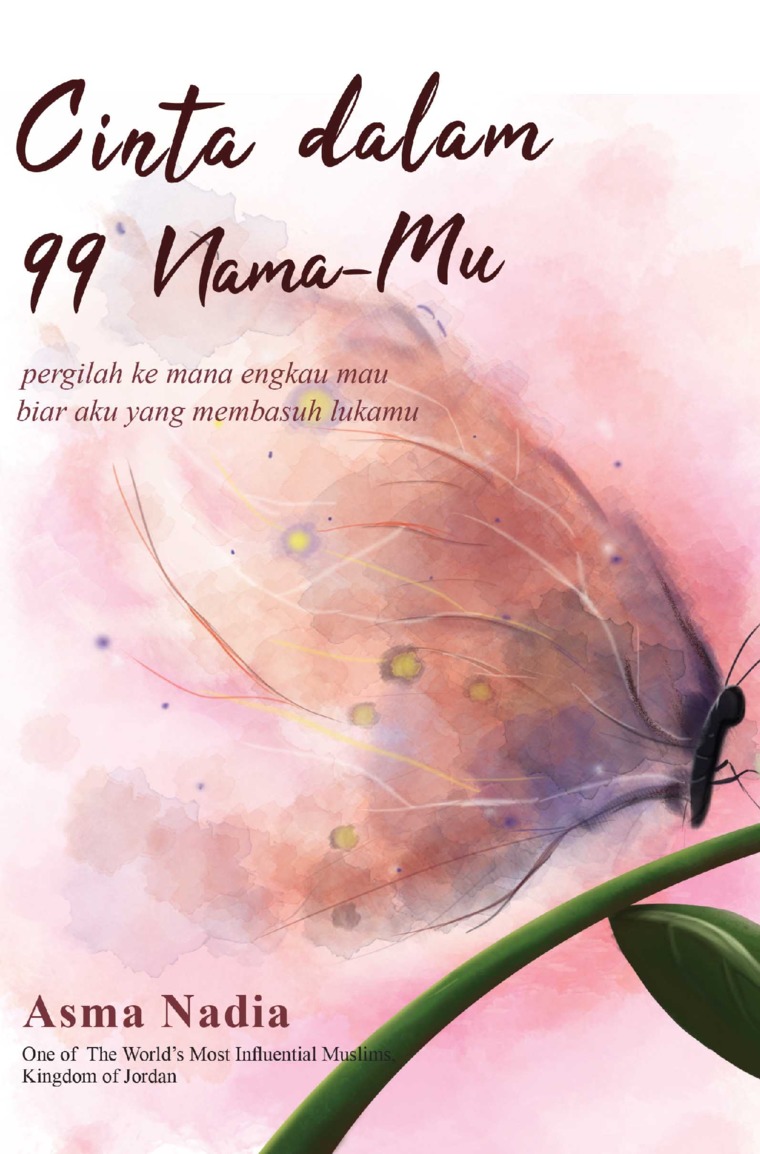 Cinta dalam
99 Nama-Mu
pergilah ke mana engkau mau
biar aku yang membasuh lukamu
Asma Nadia
One of The World’s Most Influential Muslims,
Kingdom of Jordan